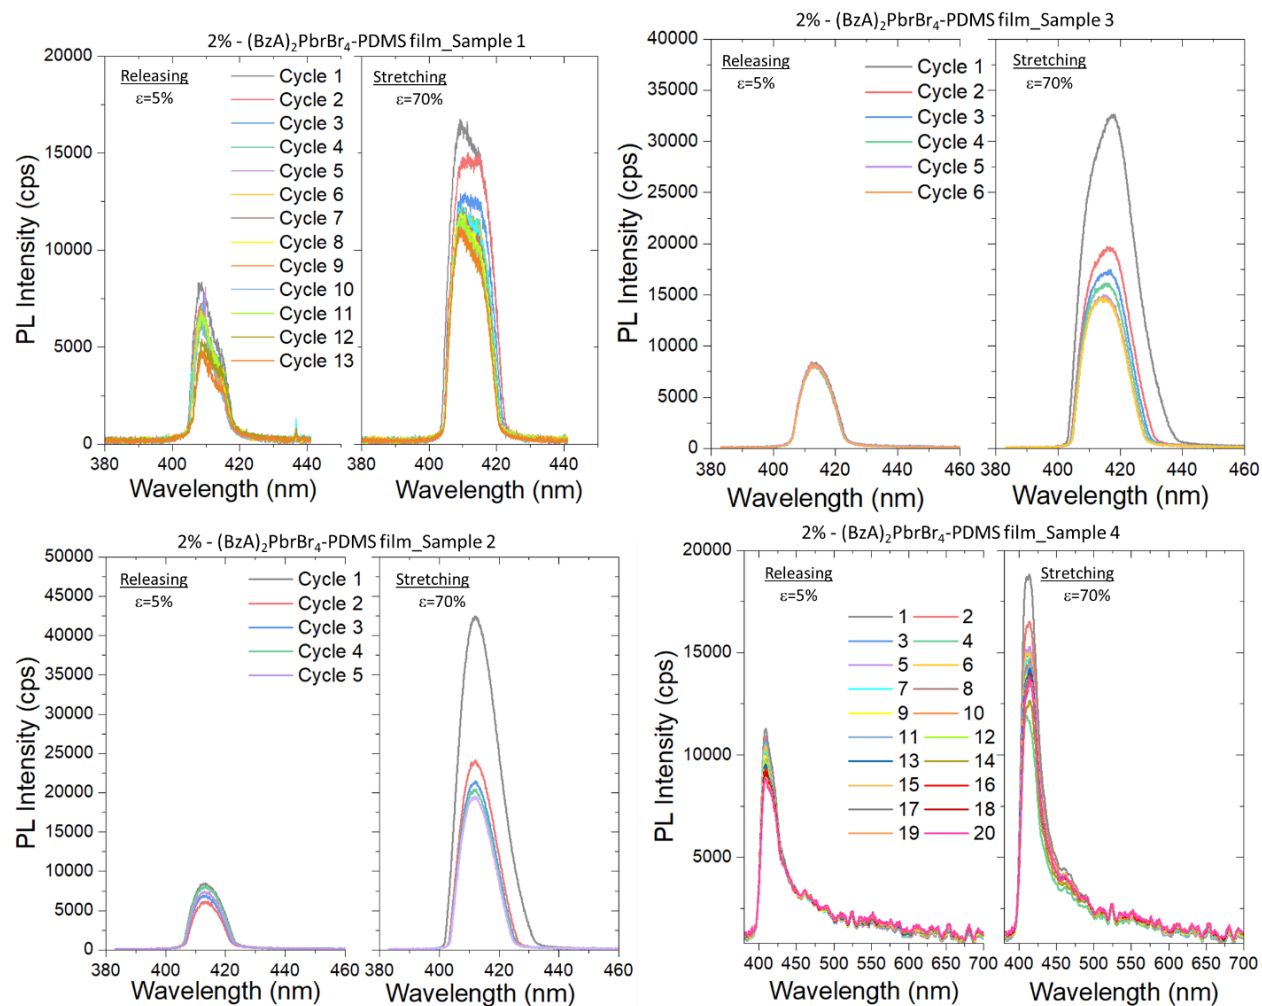 2% - (BzA)₂PbrBr₄-PDMS film_Sample 1
20000
15000
10000
5000
0
PL Intensity (cps)
Releasing
ε=5%
Cycle 1
Cycle 2
Cycle 3
Cycle 4
Cycle 5
Cycle 6
Cycle 7
Cycle 8
Cycle 9
Cycle 10
Cycle 11
Cycle 12
Cycle 13
Stretching
ε=70%
380 400 420 440 380 400 420 440
Wavelength (nm) Wavelength (nm)
2% - (BzA)₂PbrBr₄-PDMS film_Sample 3
40000
35000
30000
25000
20000
15000
10000
5000
0
PL Intensity (cps)
Releasing
ε=5%
Cycle 1
Cycle 2
Cycle 3
Cycle 4
Cycle 5
Cycle 6
Stretching
ε=70%
380 400 420 440 460 380 400 420 440 460
Wavelength (nm) Wavelength (nm)
2% - (BzA)₂PbrBr₄-PDMS film_Sample 2
50000
45000
40000
35000
30000
25000
20000
15000
10000
5000
0
PL Intensity (cps)
Releasing
ε=5%
Cycle 1
Cycle 2
Cycle 3
Cycle 4
Cycle 5
Stretching
ε=70%
380 400 420 440 460 380 400 420 440 460
Wavelength (nm) Wavelength (nm)
2% - (BzA)₂PbrBr₄-PDMS film_Sample 4
20000
15000
10000
5000
PL Intensity (cps)
Releasing
ε=5%
1 2
3 4
5 6
7 8
9 10
11 12
13 14
15 16
17 18
19 20
Stretching
ε=70%
400 450 500 550 600 650 700 400 450 500 550 600 650 700
Wavelength (nm) Wavelength (nm)